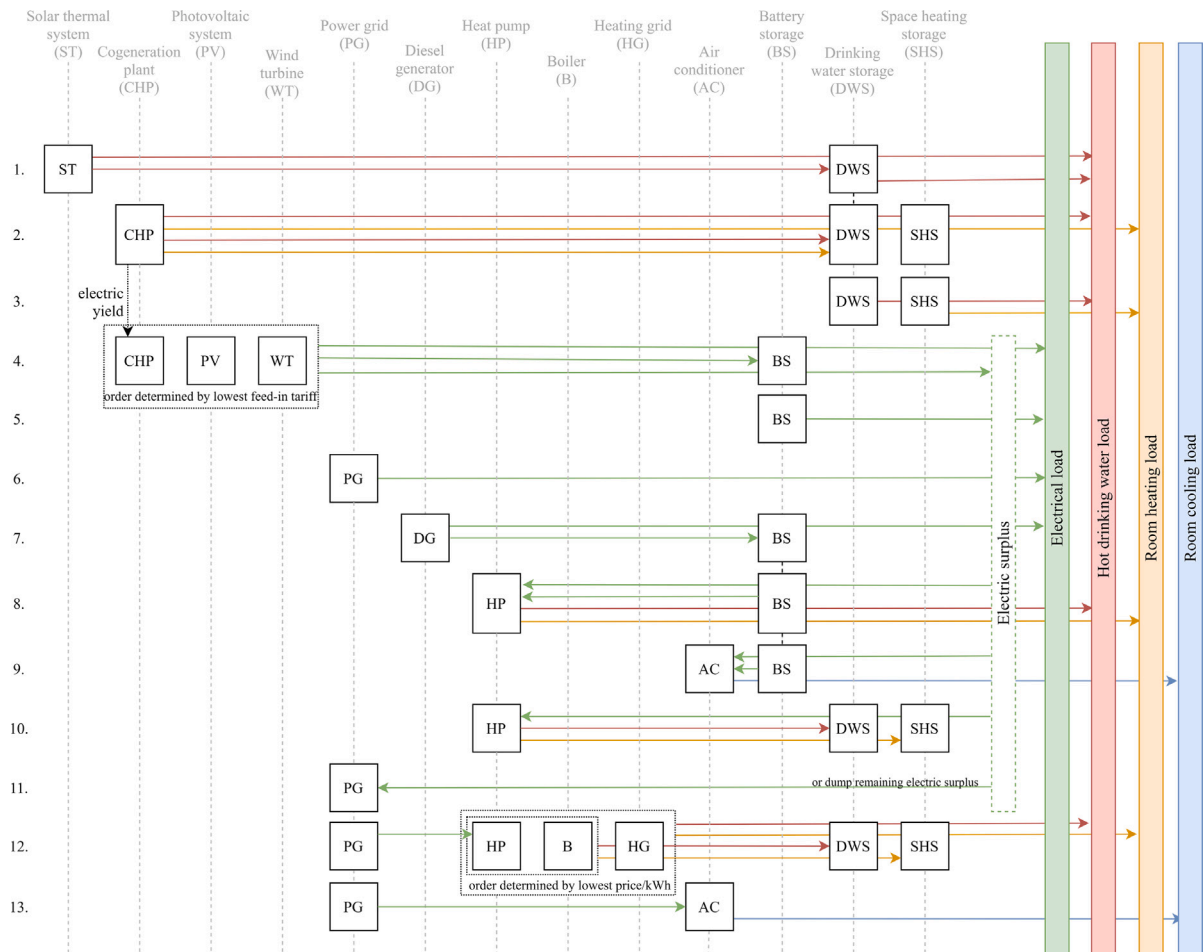 Solar thermal
system
(ST)
Cogeneration
plant
(CHP)
Photovoltaic
system
(PV)
Wind
turbine
(WT)
Power grid
(PG)
Diesel
generator
(DG)
Heat pump
(HP)
Boiler
(B)
Heating grid
(HG)
Air
conditioner
(AC)
Battery
storage
(BS)
Drinking
water storage
(DWS)
Space heating
storage
(SHS)
1.
ST
DWS
2.
CHP
DWS
SHS
electric
yield
3.
DWS
SHS
4.
CHP
PV
WT
BS
order determined by lowest feed-in tariff
5.
BS
6.
PG
7.
DG
BS
8.
HP
BS
9.
AC
BS
10.
HP
DWS
SHS
11.
PG
or dump remaining electric surplus
12.
PG
HP
B
HG
DWS
SHS
order determined by lowest price/kWh
13.
PG
AC
Electric surplus
Electrical load
Hot drinking water load
Room heating load
Room cooling load